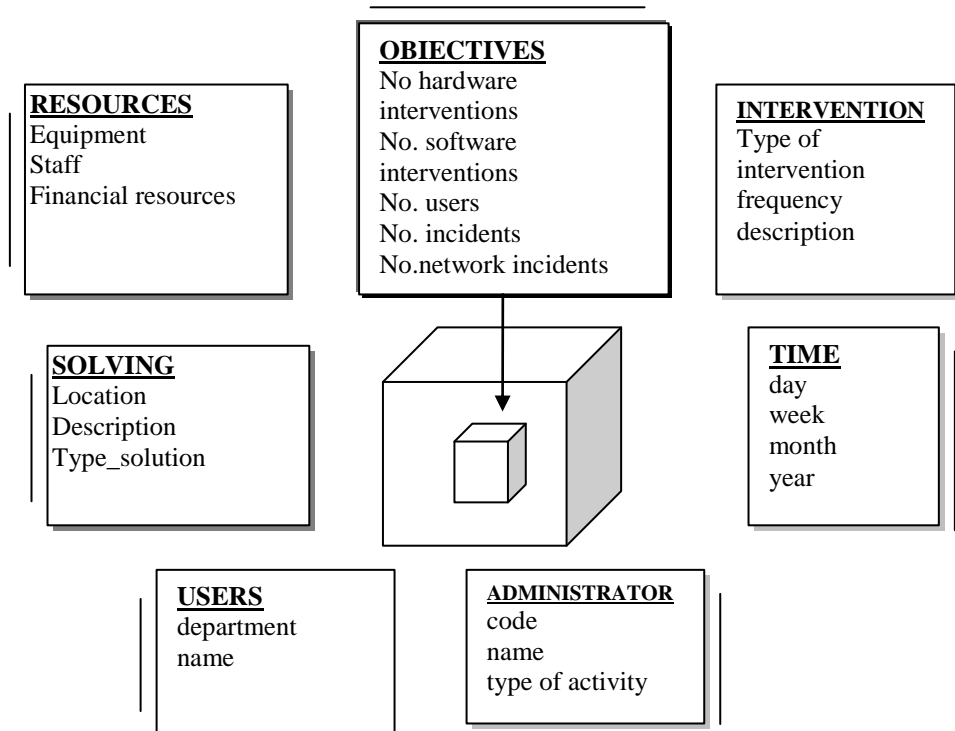 OBIECTIVES
No hardware
interventions
No. software
interventions
No. users
No. incidents
No.network incidents
RESOURCES
Equipment
Staff
Financial resources
INTERVENTION
Type of
intervention
frequency
description
SOLVING
Location
Description
Type_solution
TIME
day
week
month
year
USERS
department
name
ADMINISTRATOR
code
name
type of activity